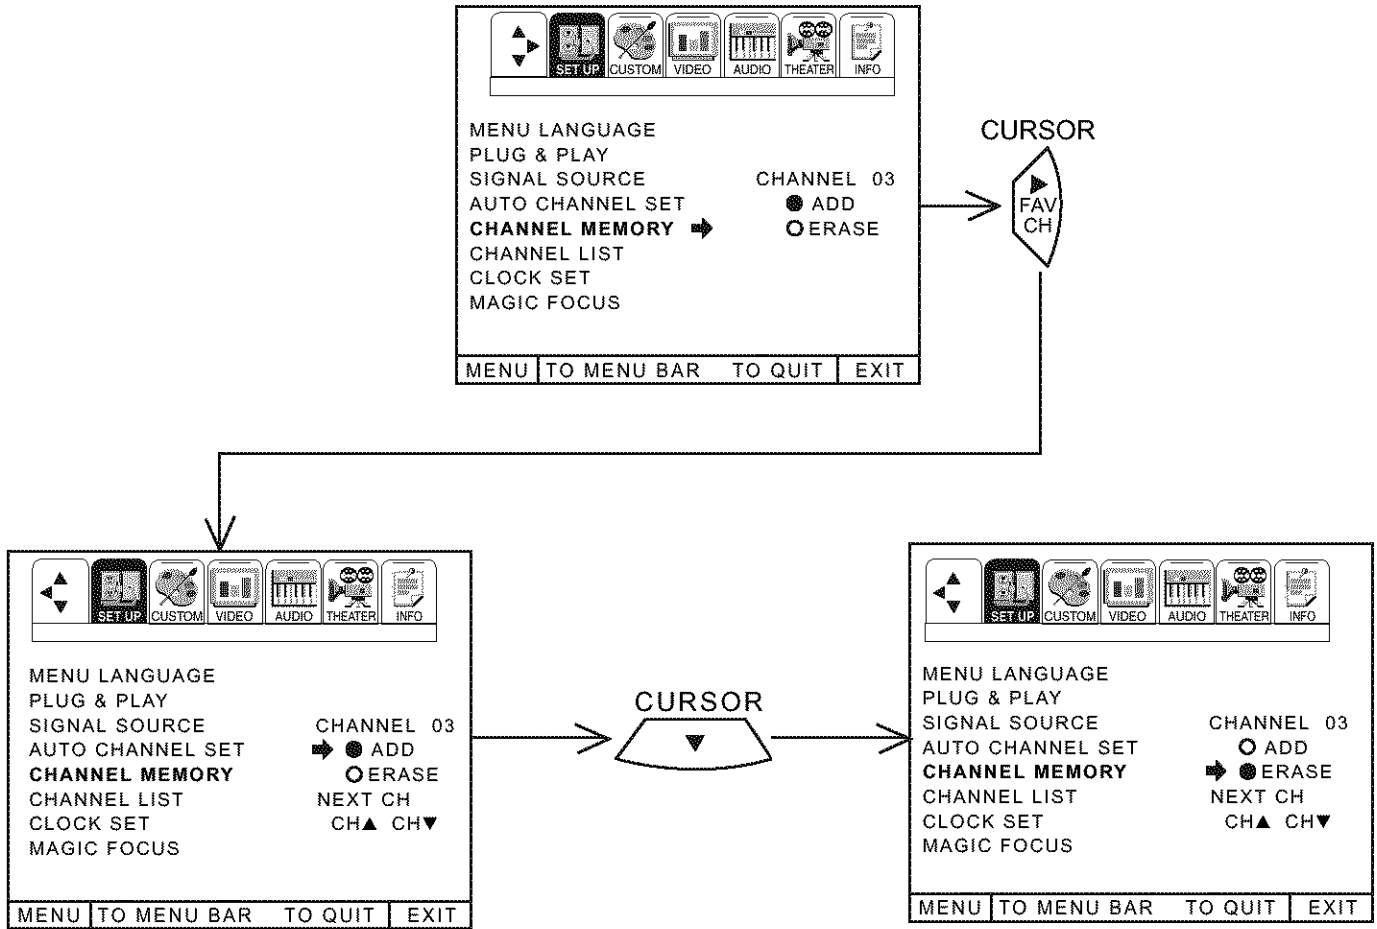 SET UP CUSTOM VIDEO AUDIO THEATER INFO
MENU LANGUAGE
PLUG & PLAY
SIGNAL SOURCE CHANNEL 03
AUTO CHANNEL SET ADD
CHANNEL MEMORY ERASE
CHANNEL LIST
CLOCK SET
MAGIC FOCUS
MENU TO MENU BAR TO QUIT EXIT
CURSOR
FAV
CH
SET UP CUSTOM VIDEO AUDIO THEATER INFO
MENU LANGUAGE
PLUG & PLAY
SIGNAL SOURCE CHANNEL 03
AUTO CHANNEL SET ADD
CHANNEL MEMORY ERASE
CHANNEL LIST NEXT CH
CLOCK SET CH▲ CH▼
MAGIC FOCUS
MENU TO MENU BAR TO QUIT EXIT
CURSOR
SET UP CUSTOM VIDEO AUDIO THEATER INFO
MENU LANGUAGE
PLUG & PLAY
SIGNAL SOURCE CHANNEL 03
AUTO CHANNEL SET ADD
CHANNEL MEMORY ERASE
CHANNEL LIST NEXT CH
CLOCK SET CH▲ CH▼
MAGIC FOCUS
MENU TO MENU BAR TO QUIT EXIT